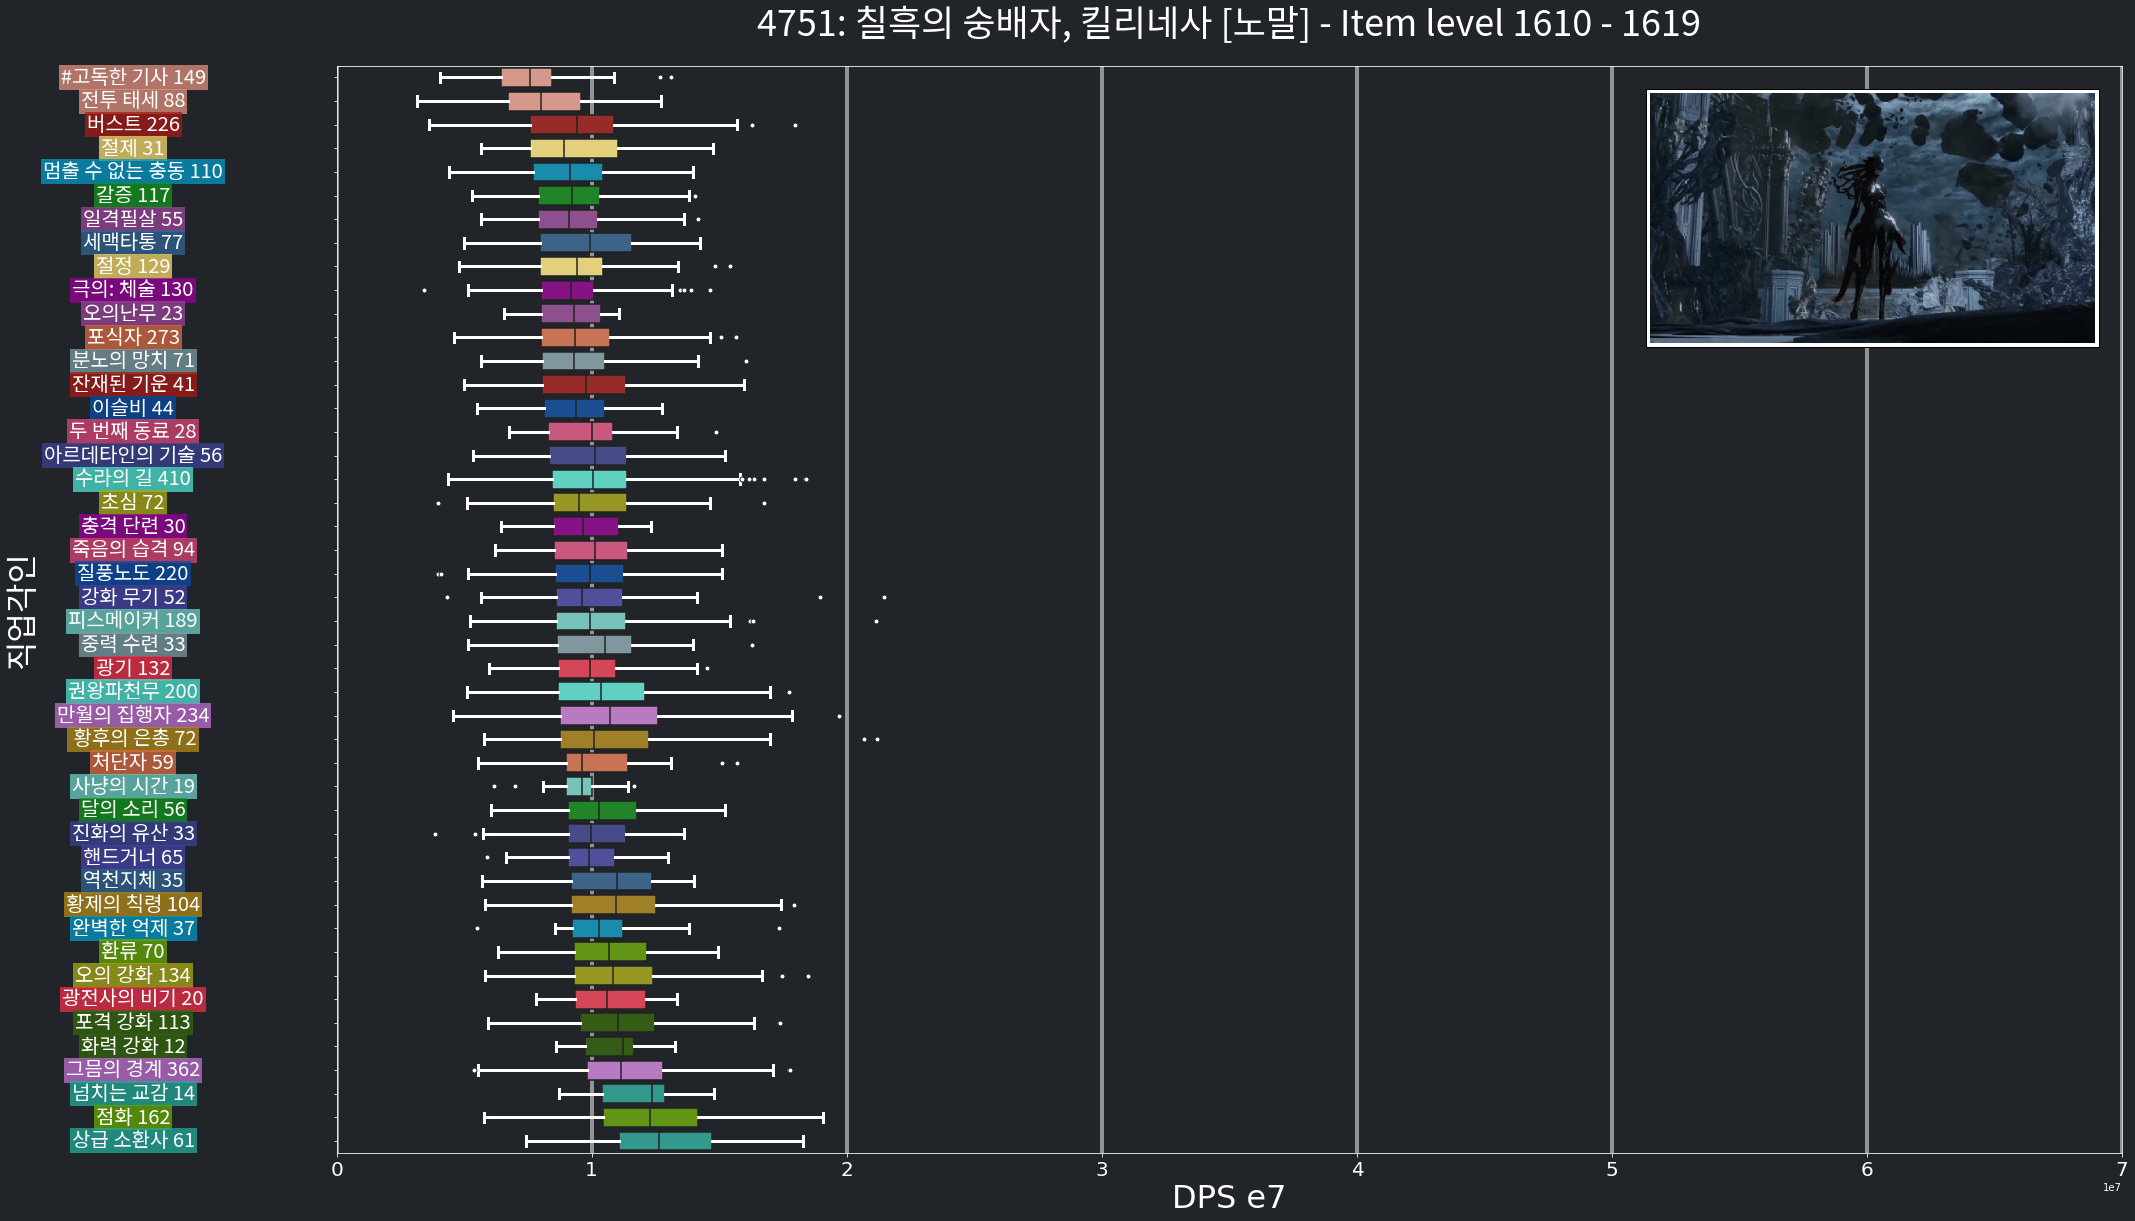 4751: 칠흑의 숭배자, 킬리네사 [노말] - Item level 1610 - 1619
#고독한 기사 149
전투 태세 88
버스트 226
절제 31
멈출 수 없는 충동 110
갈증 117
일격필살 55
세맥타통 77
절정 129
극의: 체술 130
오의난무 23
포식자 273
분노의 망치 71
잔재된 기운 41
이슬비 44
두 번째 동료 28
아르데타인의 기술 56
수라의 길 410
초심 72
충격 단련 30
죽음의 습격 94
질풍노도 220
강화 무기 52
피스메이커 189
중력 수련 33
광기 132
권왕파천무 200
만월의 집행자 234
황후의 은총 72
처단자 59
사냥의 시간 19
달의 소리 56
진화의 유산 33
핸드거너 65
역천지체 35
황제의 칙령 104
완벽한 억제 37
환류 70
오의 강화 134
광전사의 비기 20
포격 강화 113
화력 강화 12
그믐의 경계 362
넘치는 교감 14
점화 162
상급 소환사 61
직업각인
0 1 2 3 4 5 6 7
1e7
DPS e7